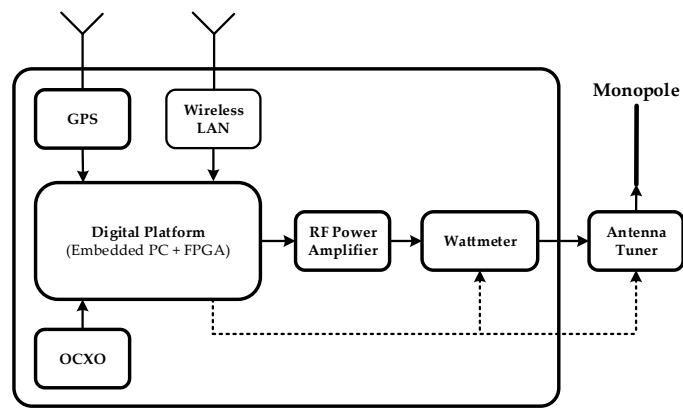 Monopole
GPS
Wireless
LAN
Digital Platform
(Embedded PC + FPGA)
RF Power
Amplifier
Wattmeter
Antenna
Tuner
OCXO